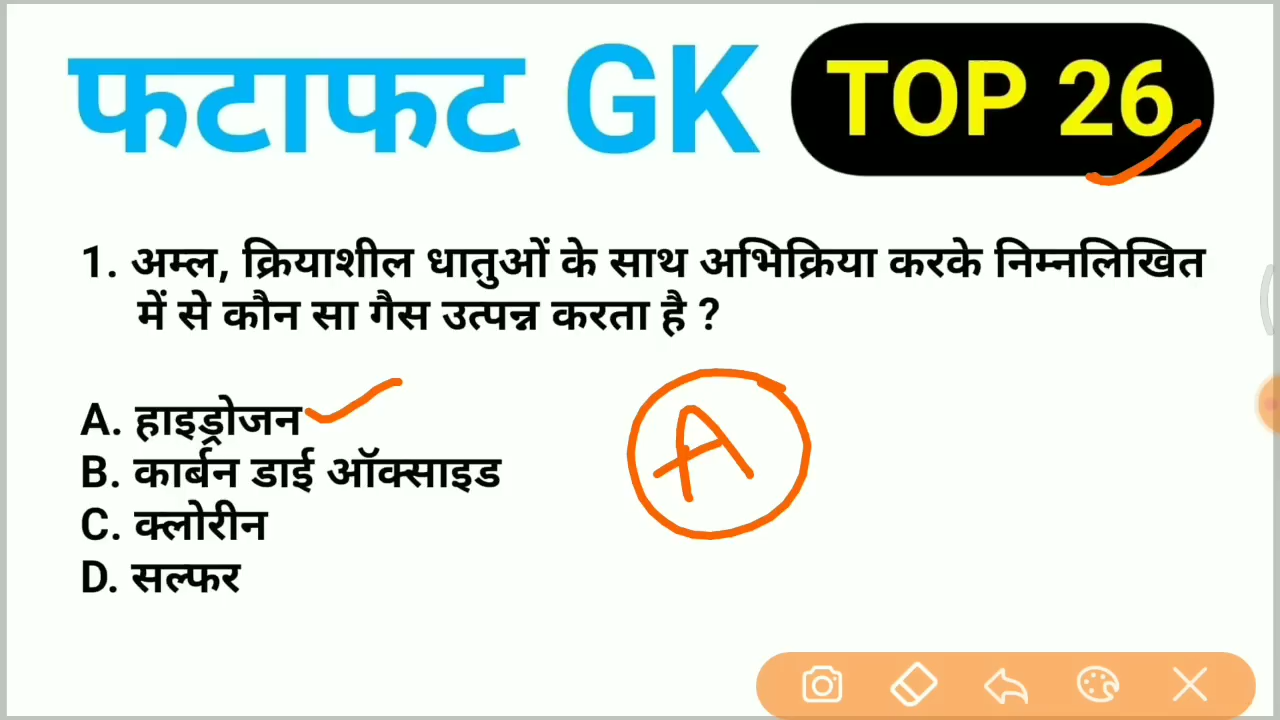 फटाफट GK TOP 26
1. अम्ल, क्रियाशील धातुओं के साथ अभिक्रिया करके निम्नलिखित
में से कौन सा गैस उत्पन्न करता है ?
A. हाइड्रोजन
B. कार्बन डाई ऑक्साइड
C. क्लोरीन
D. सल्फर
A